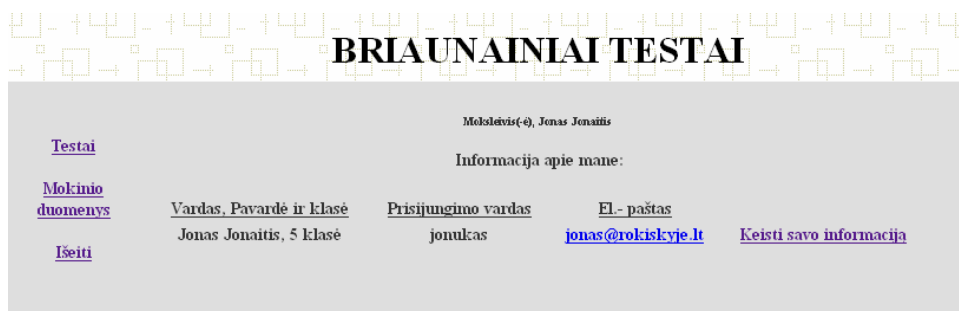 BRIAUNAINIAI TESTAI
Moksleivis(-ė), Jonas Jonaitis
Testai
Informacija apie mane:
Mokinio
duomenys
Vardas, Pavardė ir klasė Prisijungimo vardas El.- paštas
Jonas Jonaitis, 5 klasė jonukas jonas@rokiskyje.lt Keisti savo informaciją
Išeiti